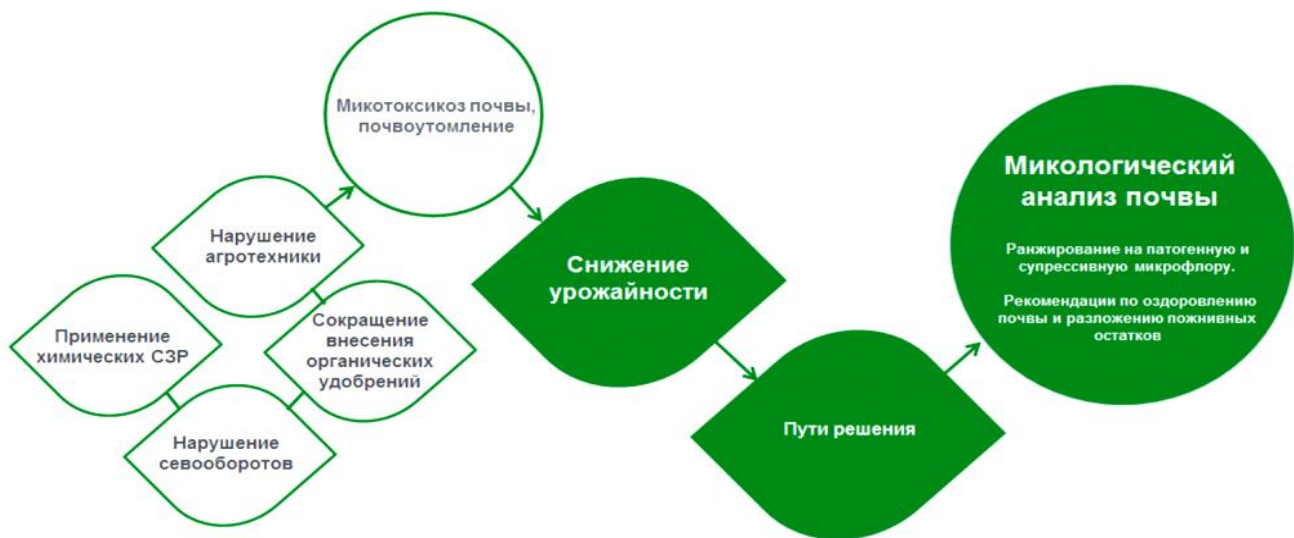 Микотоксикоз почвы,
почвоутомление
Нарушение
агротехники
Применение
химических СЗР
Сокращение
внесения
органических
удобрений
Нарушение
севооборотов
Снижение
урожайности
Пути решения
Микологический
анализ почвы
Ранжирование на патогенную и
супрессивную микрофлору.
Рекомендации по оздоровлению
почвы и разложению пожнивных
остатков